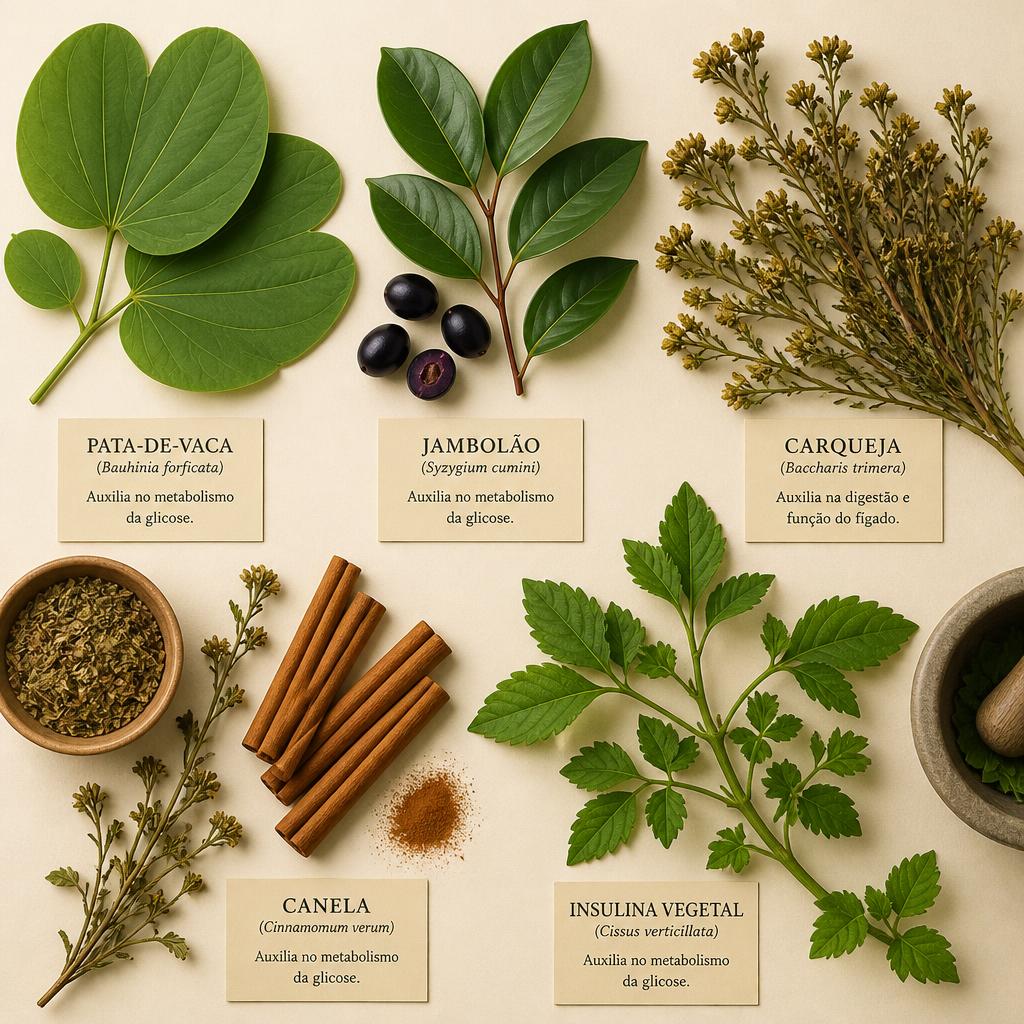 PATA-DE-VACA
(Bauhinia forficata)
Auxilia no metabolismo
da glicose.
JAMBOLÃO
(Syzygium cumini)
Auxilia no metabolismo
da glicose.
CARQUEJA
(Baccharis trimera)
Auxilia na digestão e
função do fígado.
CANELA
(Cinnamomum verum)
Auxilia no metabolismo
da glicose.
INSULINA VEGETAL
(Cissus verticillata)
Auxilia no metabolismo
da glicose.